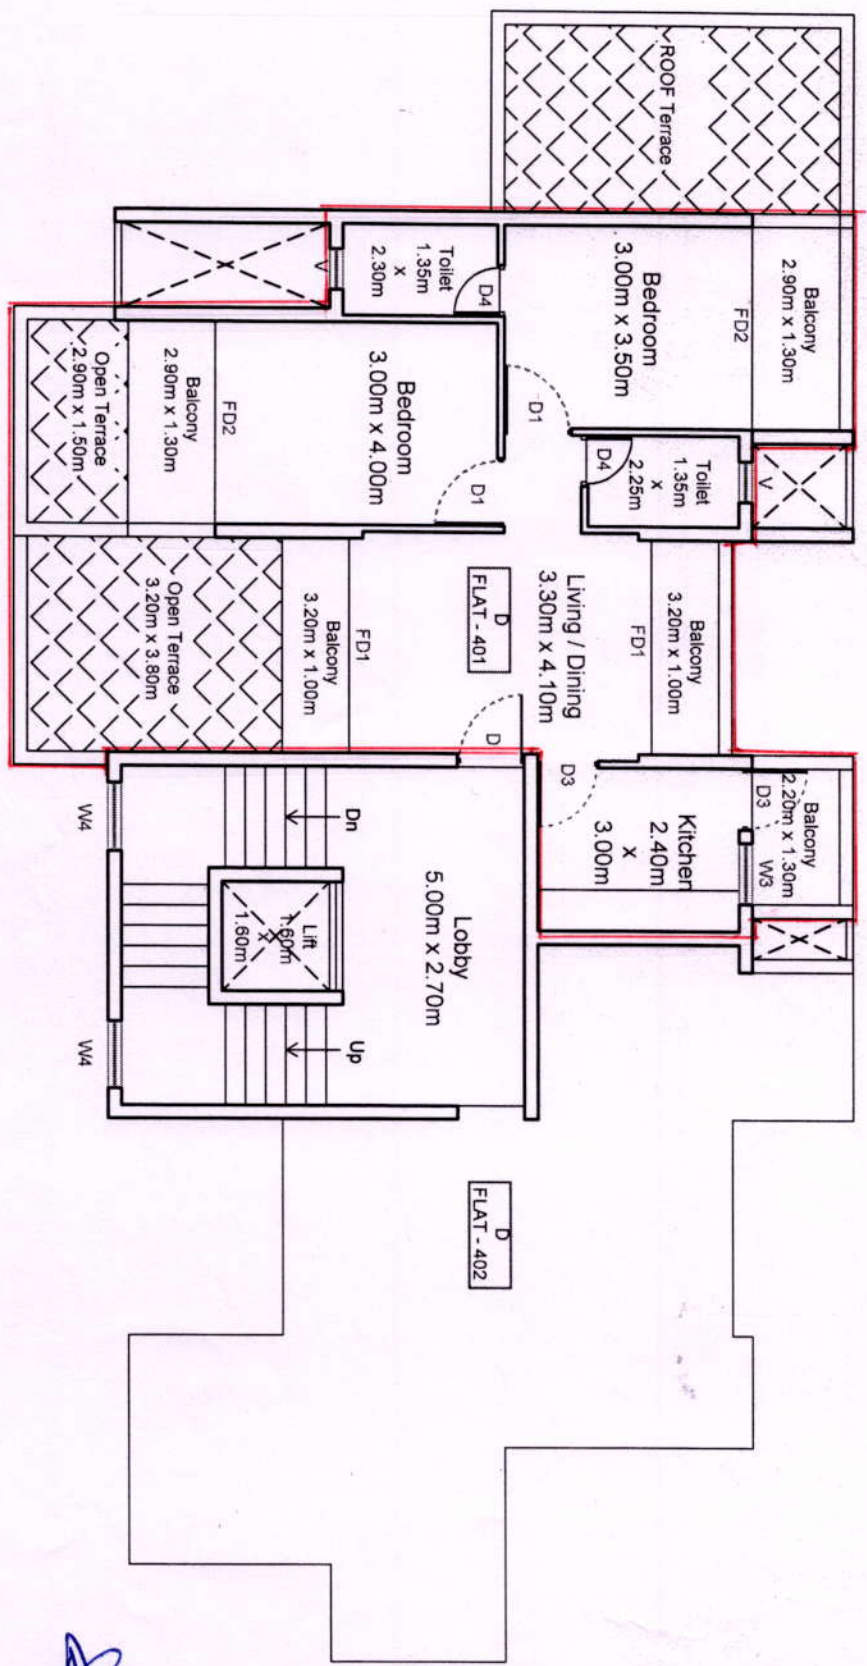 ROOF Terrace
Balcony
2.90m x 1.30m
FD2
Bedroom
3.00m x 3.50m
D4
Toilet
1.35m
x
2.30m
V
D1
V
Toilet
1.35m
x
2.25m
D4
D1
Bedroom
3.00m x 4.00m
FD2
Balcony
2.90m x 1.30m
Open Terrace
2.90m x 1.50m
Balcony
3.20m x 1.00m
FD1
Living / Dining
3.30m x 4.10m
D
FLAT - 401
FD1
Balcony
3.20m x 1.00m
Open Terrace
3.20m x 3.80m
D
D3
Balcony
2.20m x 1.30m
D3
W3
Kitchen
2.40m
x
3.00m
Lobby
5.00m x 2.70m
Dn
Lift
1.60m
x
1.60m
Up
W4
W4
D
FLAT - 402